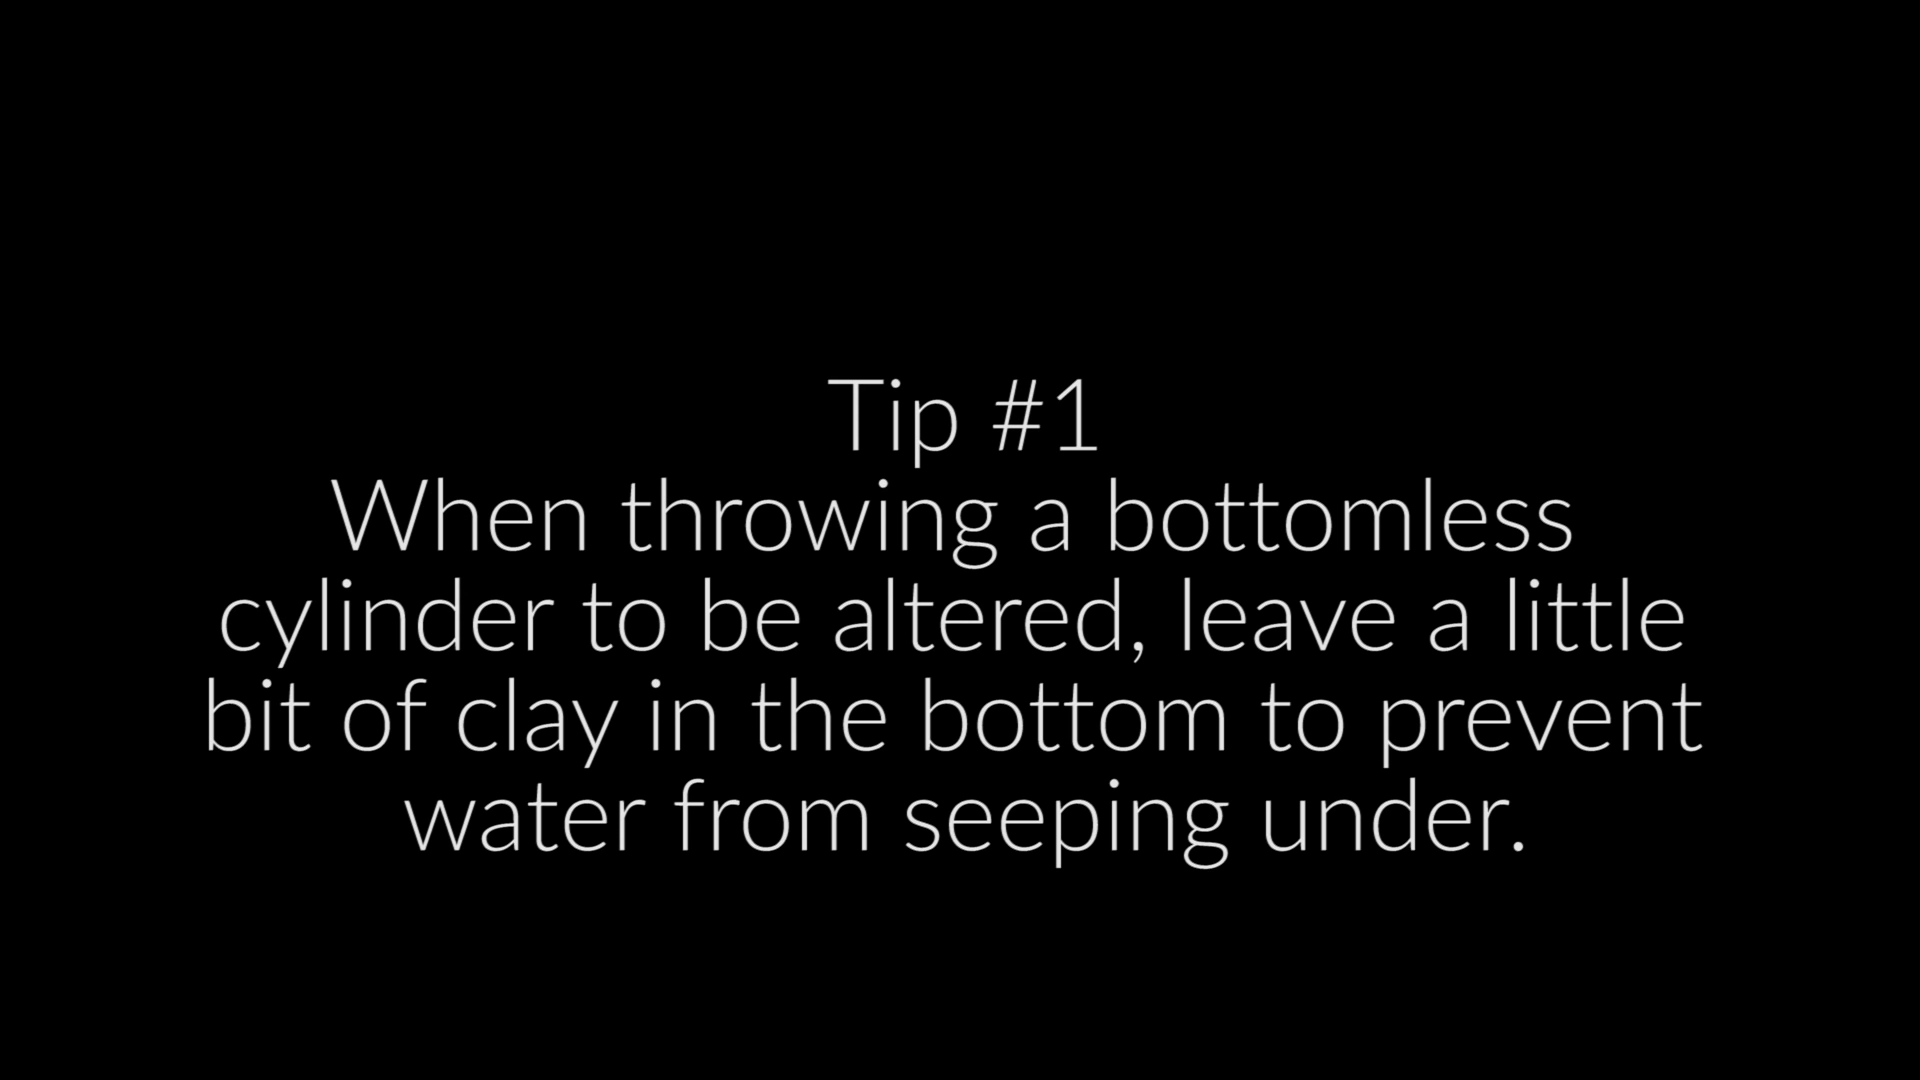 Tip #1
When throwing a bottomless
cylinder to be altered, leave a little
bit of clay in the bottom to prevent
water from seeping under.